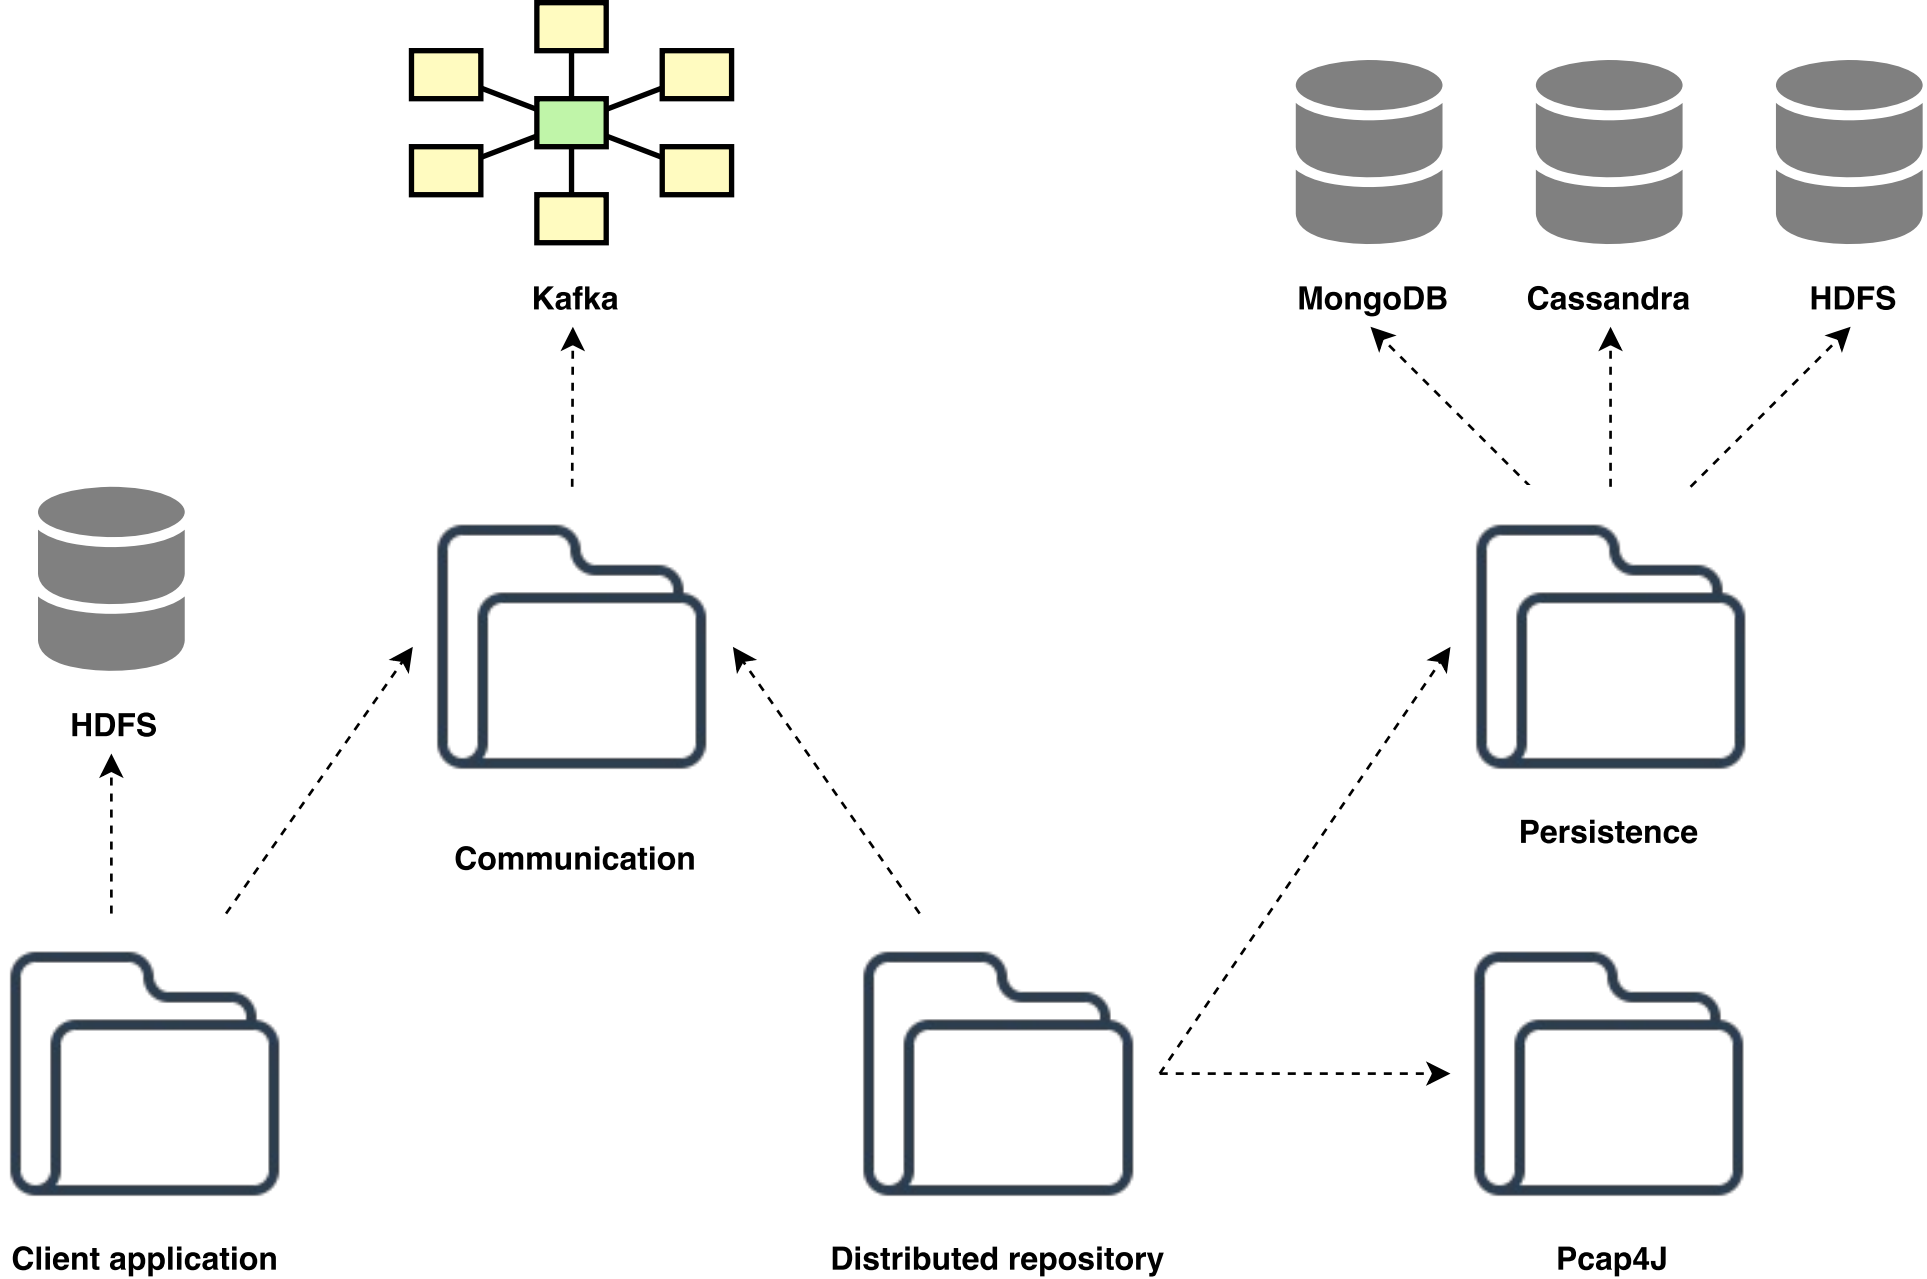 Kafka
MongoDB
Cassandra
HDFS
HDFS
Communication
Persistence
Client application
Distributed repository
Pcap4J